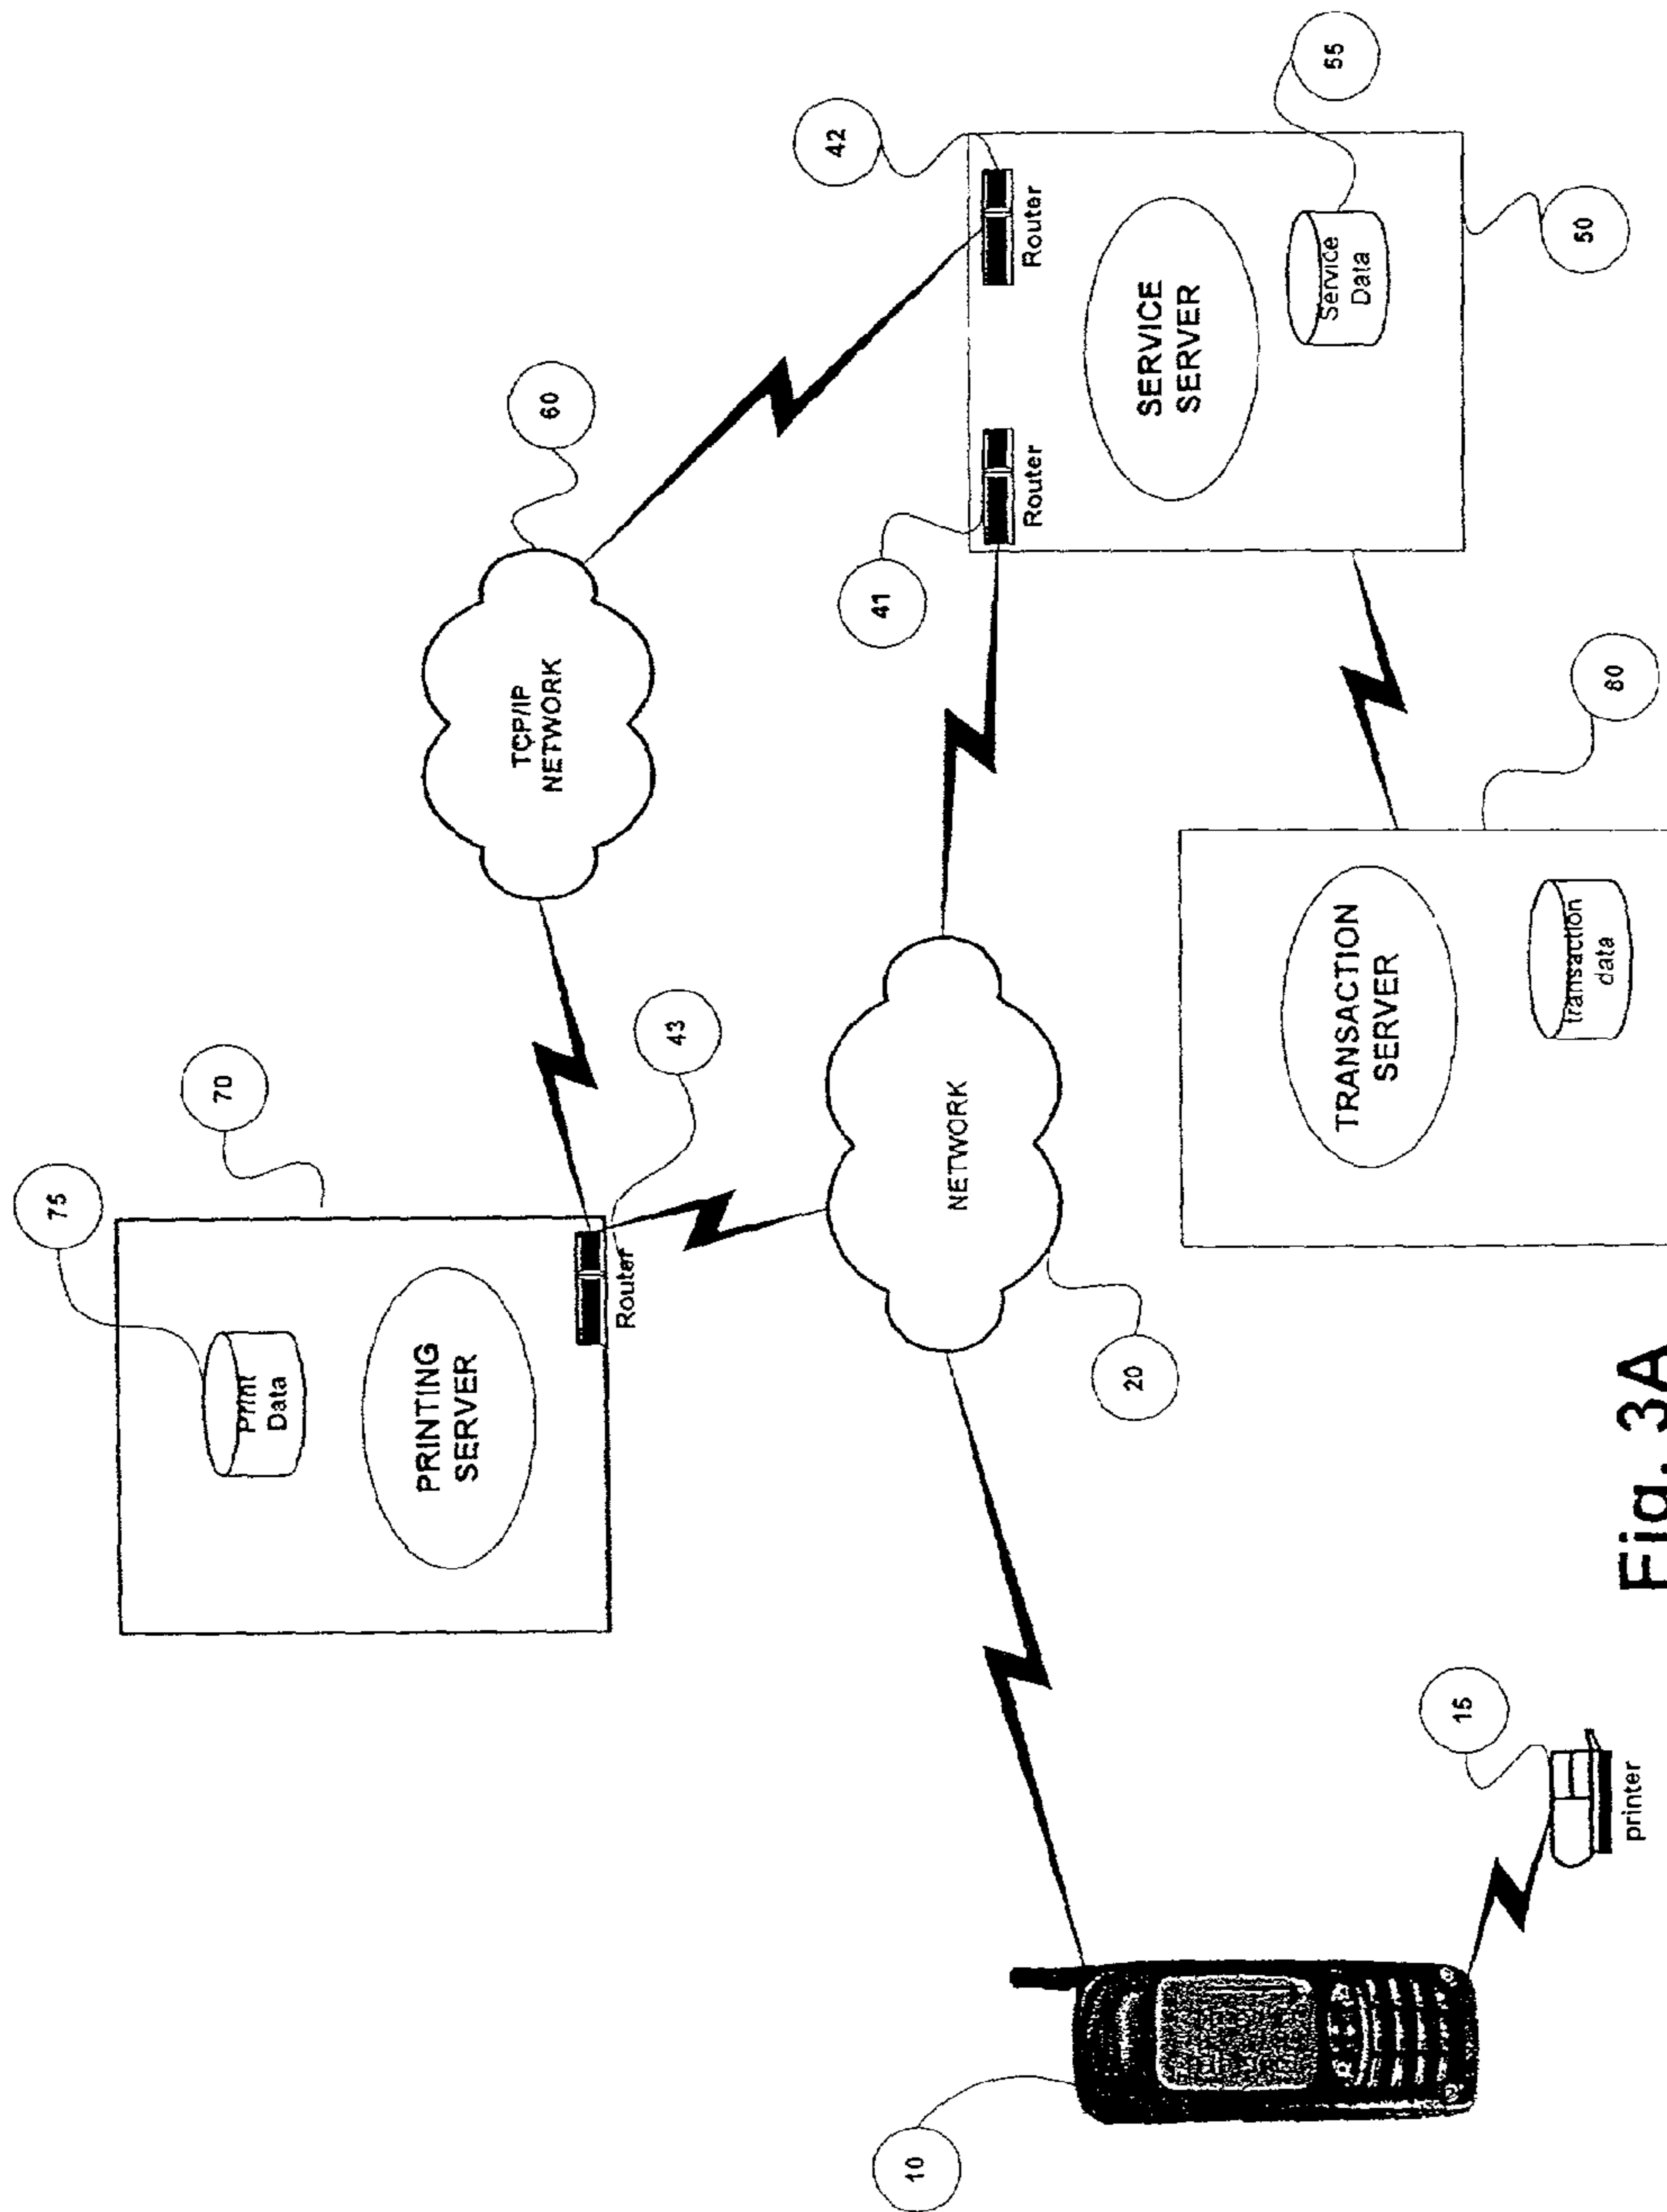 75
70
Print
Data
PRINTING
SERVER
Router
43
TCP/IP
NETWORK
60
42
Router
41
Router
SERVICE
SERVER
Service
Data
55
50
NETWORK
20
TRANSACTION
SERVER
transaction
data
80
10
15
printer
Fig. 3A